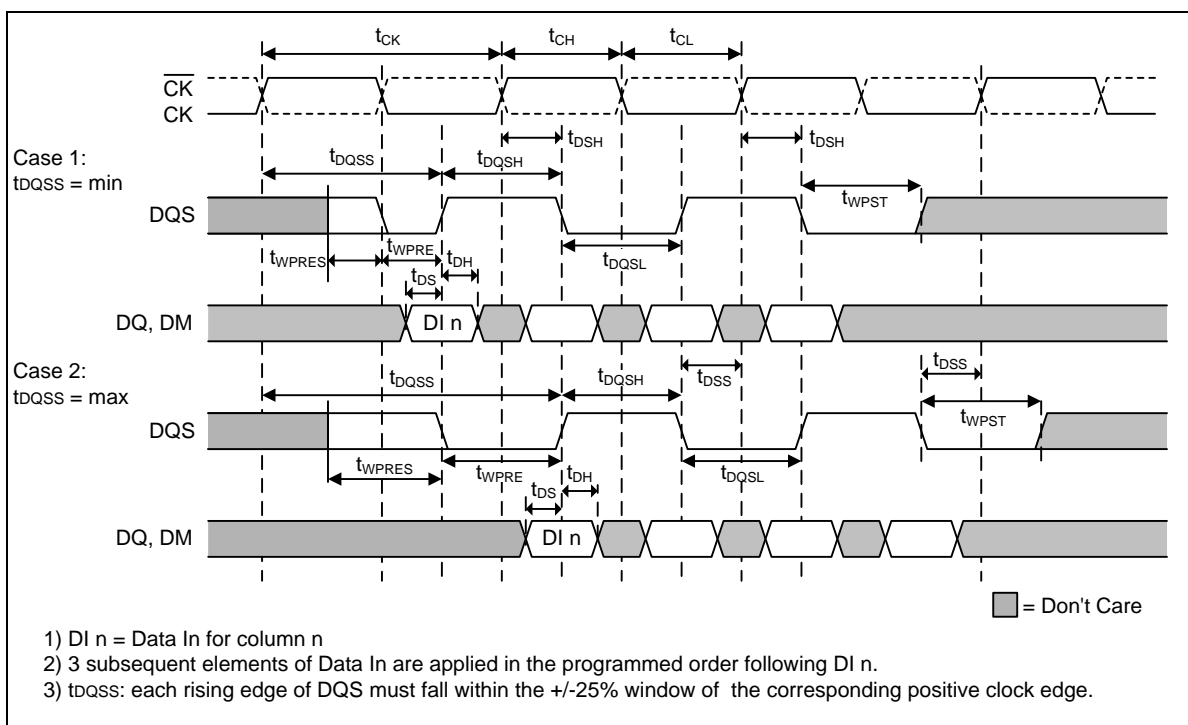 tCK tCH tCL
CK
CK
tDSH tDSH
Case 1:
tDQSS = min
tDQSS tDQSH
tWPST
DQS
tWPRES tWPRE tDH tDQSL
tDS
DQ, DM
DI n
Case 2:
tDQSS = max
tDQSS tDQSH tDSS tDSS
tWPST
DQS
tWPRES tWPRE tDH tDQSL
tDS
DQ, DM
DI n
= Don't Care
1) DI n = Data In for column n
2) 3 subsequent elements of Data In are applied in the programmed order following DI n.
3) tDQSS: each rising edge of DQS must fall within the +/-25% window of the corresponding positive clock edge.